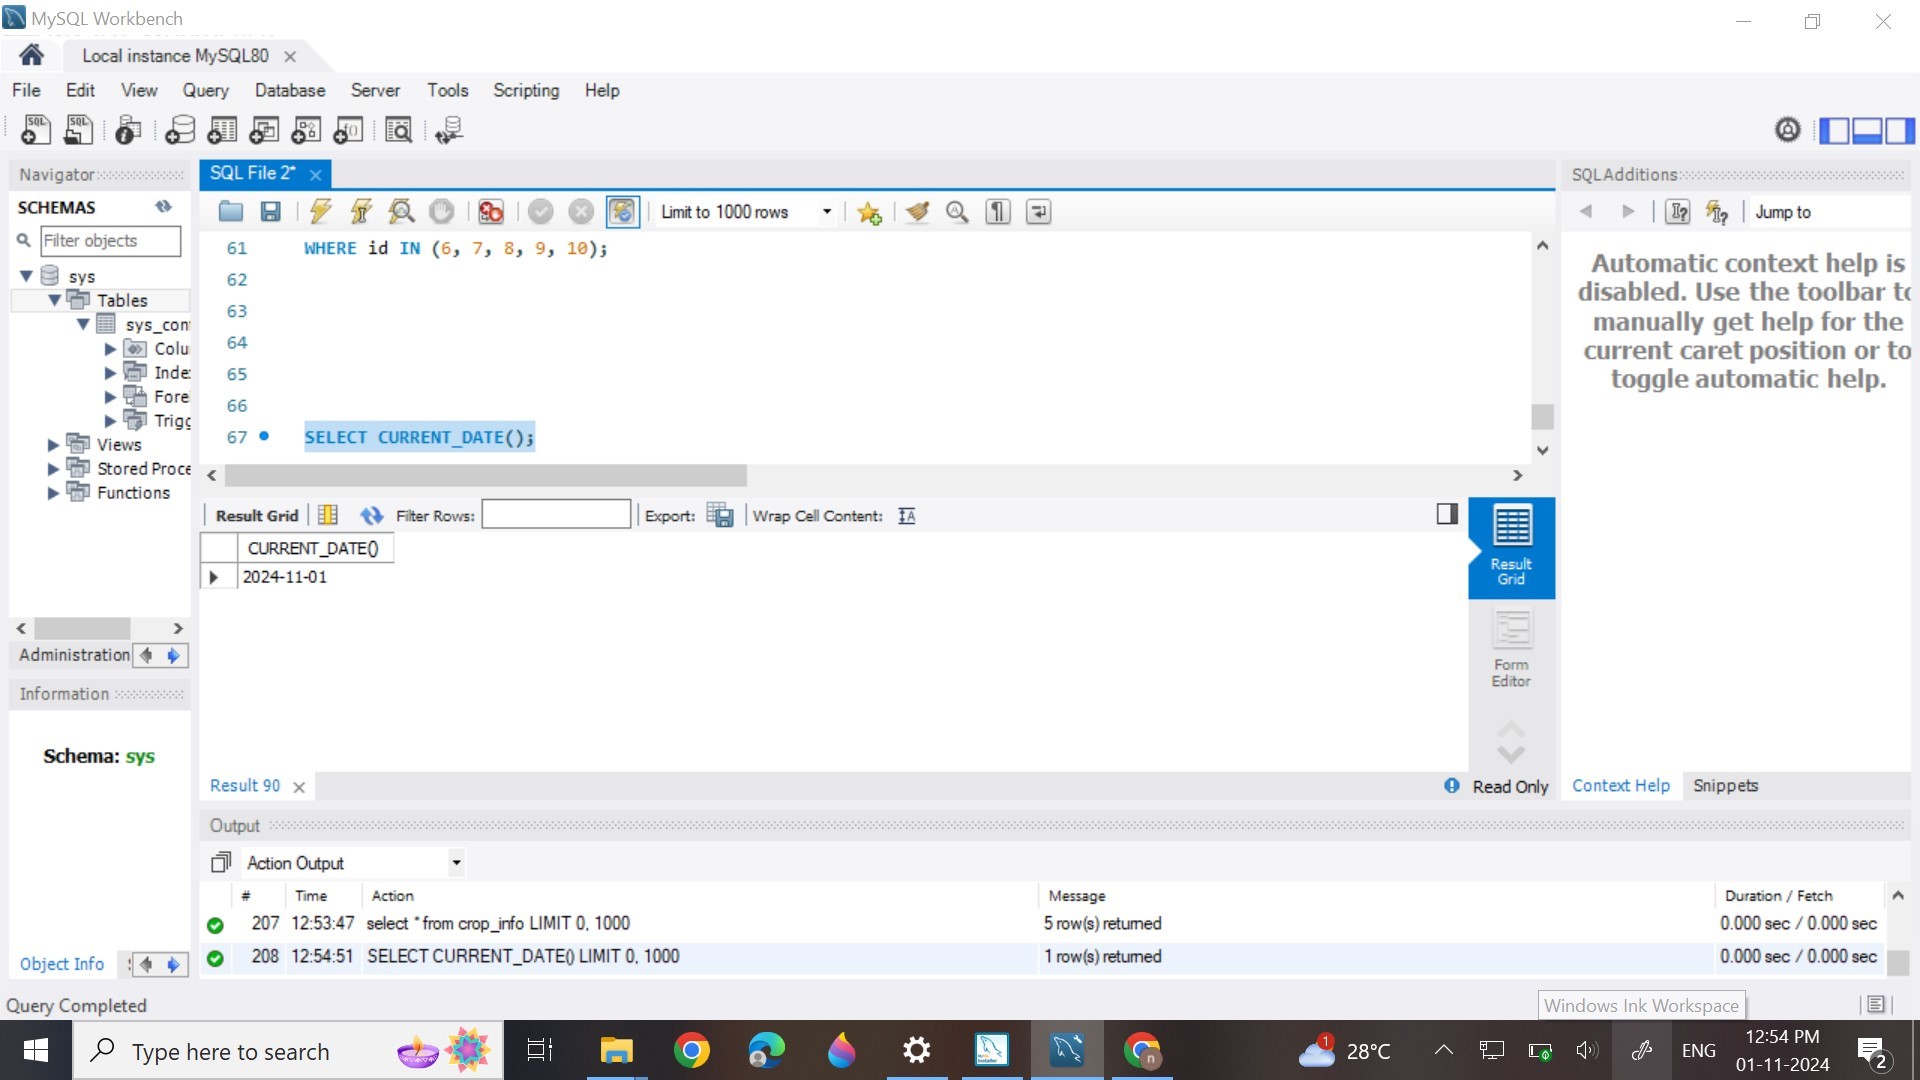 MySQL Workbench
Local instance MySQL80
File Edit View Query Database Server Tools Scripting Help
Navigator
SCHEMAS
Filter objects
sys
Tables
sys_con
Colu
Inde
Fore
Trigg
Views
Stored Proce
Functions
Administration
Information
Schema: sys
Object Info
SQL File 2*
Limit to 1000 rows
61 WHERE id IN (6, 7, 8, 9, 10);
62
63
64
65
66
67 SELECT CURRENT_DATE();
Result Grid Filter Rows: Export: Wrap Cell Content:
CURRENT_DATE()
2024-11-01
Result Grid
Form Editor
Result 90
Read Only
SQLAdditions
Jump to
Automatic context help is
disabled. Use the toolbar to
manually get help for the
current caret position or to
toggle automatic help.
Context Help Snippets
Output
Action Output
# Time Action Message Duration / Fetch
207 12:53:47 select * from crop_info LIMIT 0, 1000 5 row(s) returned 0.000 sec / 0.000 sec
208 12:54:51 SELECT CURRENT_DATE() LIMIT 0, 1000 1 row(s) returned 0.000 sec / 0.000 sec
Query Completed
Windows Ink Workspace
Type here to search
1
28°C
ENG
12:54 PM
01-11-2024
2